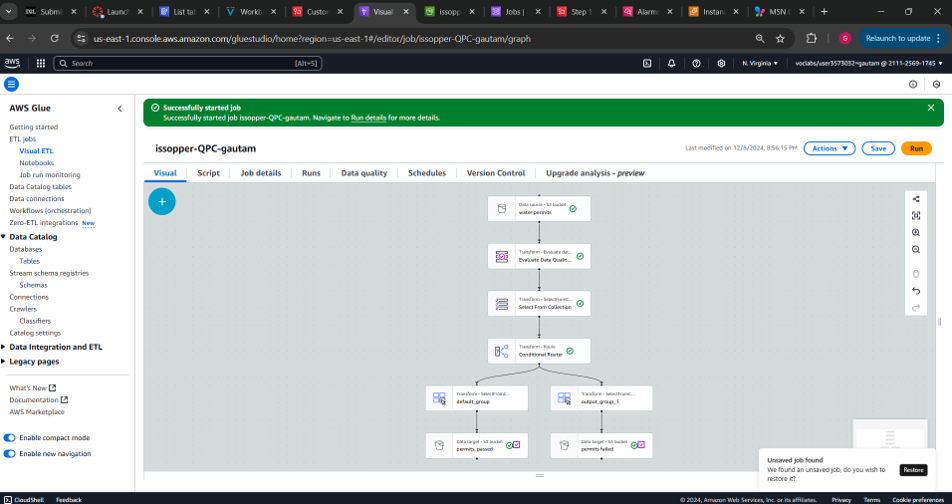 Subm
Launc
List tal
Workb
Custo
Visual
issopp
Jobs |
Step 1
Alarm
Instan
MSN C
us-east-1.console.aws.amazon.com/gluestudio/home?region=us-east-1#/editor/job/issopper-QPC-gautam/graph
G
Relaunch to update
aws
Search
[Alt+S]
N. Virginia
voclabs/user3573032=gautam @ 2111-2569-1745
AWS Glue
Getting started
ETL jobs
Visual ETL
Notebooks
Job run monitoring
Data Catalog tables
Data connections
Workflows (orchestration)
Zero-ETL integrations New
Data Catalog
Databases
Tables
Stream schema registries
Schemas
Connections
Crawlers
Classifiers
Catalog settings
Data Integration and ETL
Legacy pages
What's New
Documentation
AWS Marketplace
Enable compact mode
Enable new navigation
Successfully started job
Successfully started job issopper-QPC-gautam. Navigate to Run details for more details.
issopper-QPC-gautam
Last modified on 12/8/2024, 8:56:15 PM
Actions
Save
Run
Visual
Script
Job details
Runs
Data quality
Schedules
Version Control
Upgrade analysis - preview
Data source - S3 bucket
water permits
Transform - Evaluate dat...
Evaluate Data Qualit...
Transform - SelectFromC...
Select From Collection
Transform - Route
Conditional Router
Transform - SelectFromC...
default_group
Transform - SelectFromC...
output_group_1
Data target - S3 bucket
permits_passed
Data target - S3 bucket
permits failed
Unsaved job found
We found an unsaved job, do you wish to
restore it?
Restore
CloudShell
Feedback
© 2024, Amazon Web Services, Inc. or its affiliates.
Privacy
Terms
Cookie preferences